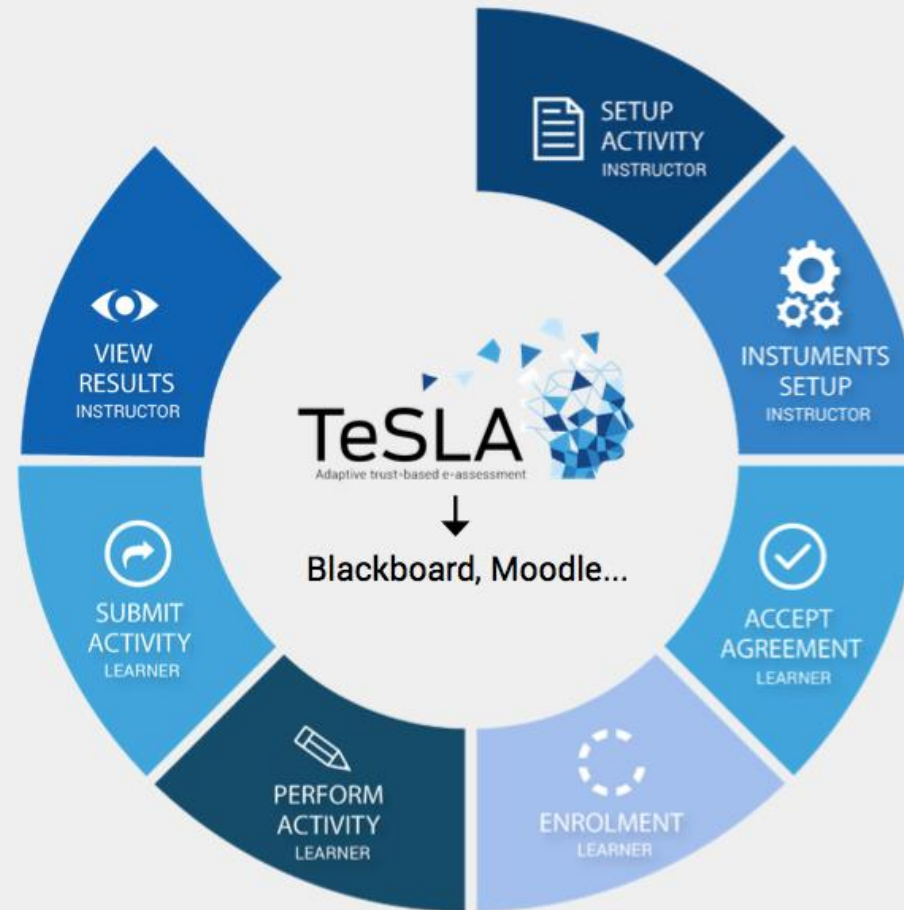 SETUP
ACTIVITY
INSTRUCTOR
INSTUMENTS
SETUP
INSTRUCTOR
ACCEPT
AGREEMENT
LEARNER
ENROLMENT
LEARNER
PERFORM
ACTIVITY
LEARNER
SUBMIT
ACTIVITY
LEARNER
VIEW
RESULTS
INSTRUCTOR
TeSLA
Adaptive trust-based e-assessment
Blackboard, Moodle...